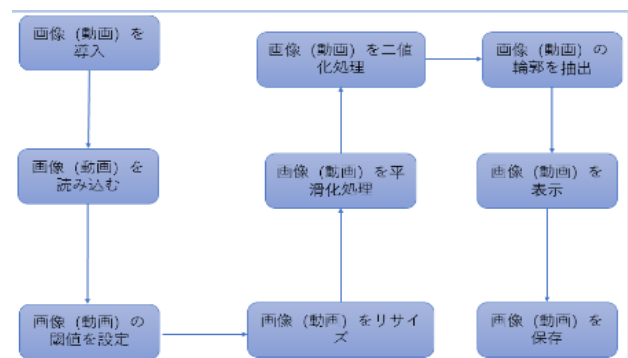 画像（動画）を
導入
画像（動画）を
読み込む
画像（動画）の
閾値を設定
画像（動画）をリサイ
ズ
画像（動画）を平
滑化処理
画像（動画）を二値
化処理
画像（動画）の
輪郭を抽出
画像（動画）を
表示
画像（動画）を
保存